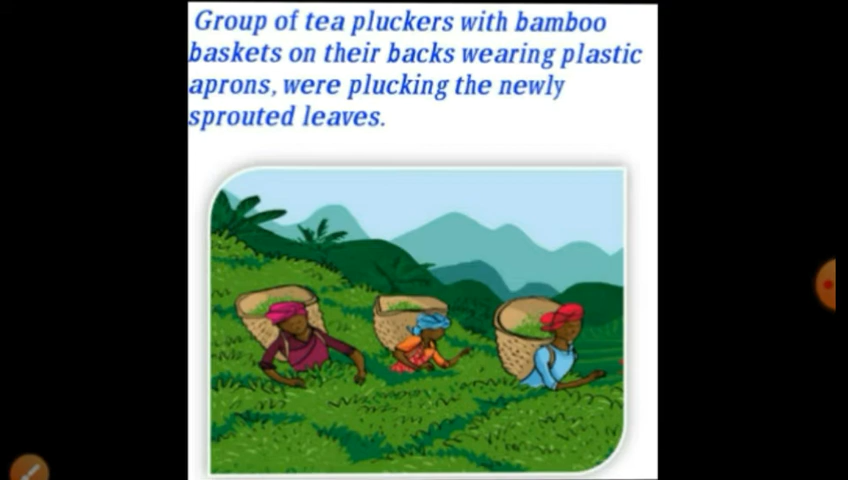 Group of tea pluckers with bamboo
baskets on their backs wearing plastic
aprons, were plucking the newly
sprouted leaves.